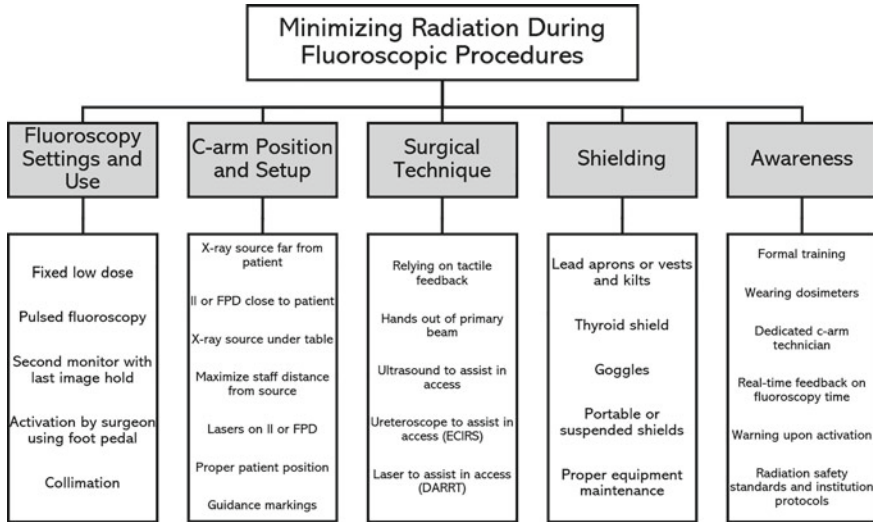 Minimizing Radiation During
Fluoroscopic Procedures
Fluoroscopy
Settings and
Use
Fixed low dose
Pulsed fluoroscopy
Second monitor with
last image hold
Activation by surgeon
using foot pedal
Collimation
C-arm Position
and Setup
X-ray source far from
patient
II or FPD close to patient
X-ray source under table
Maximize staff distance
from source
Lasers on II or FPD
Proper patient position
Guidance markings
Surgical
Technique
Relying on tactile
feedback
Hands out of primary
beam
Ultrasound to assist in
access
Ureteroscope to assist in
access (ECIRS)
Laser to assist in access
(DARRT)
Shielding
Lead aprons or vests
and kilts
Thyroid shield
Goggles
Portable or
suspended shields
Proper equipment
maintenance
Awareness
Formal training
Wearing dosimeters
Dedicated c-arm
technician
Real-time feedback on
fluoroscopy time
Warning upon activation
Radiation safety
standards and institution
protocols